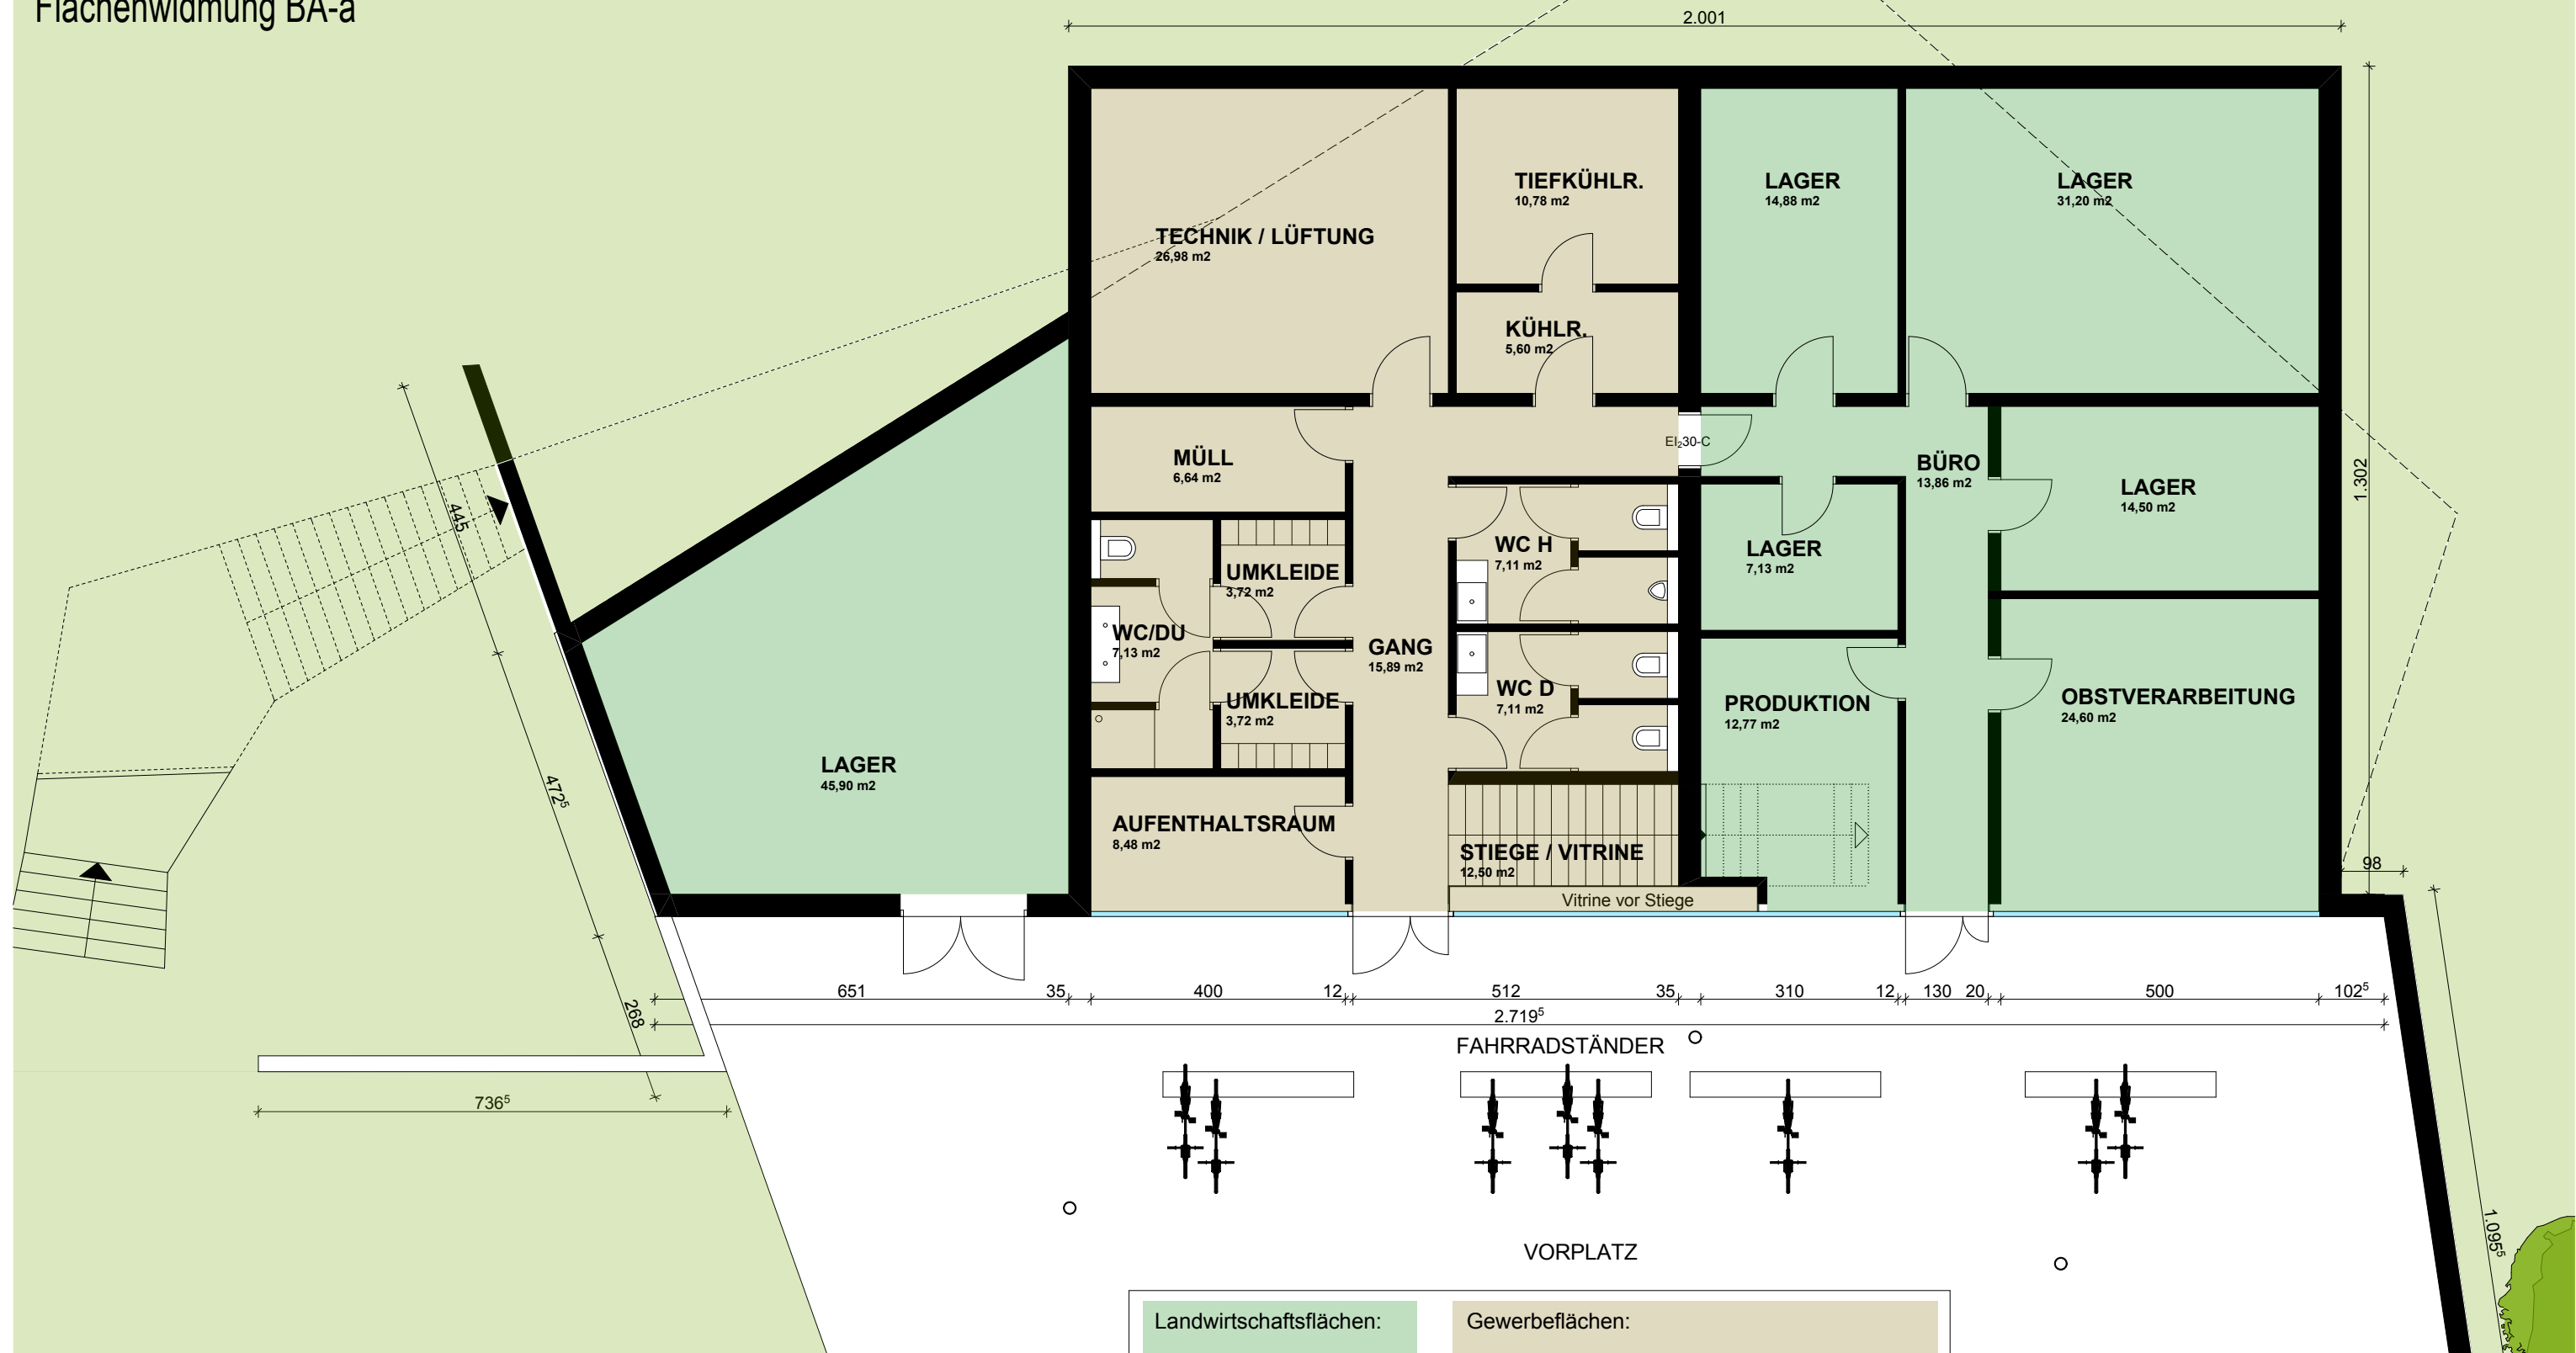 Flächenwidmung BA-a
2.001
TIEFKÜHLR.
10,78 m2
LAGER
14,88 m2
LAGER
31,20 m2
TECHNIK / LÜFTUNG
26,98 m2
KÜHLR.
5,60 m2
EI₂30-C
MÜLL
6,64 m2
BÜRO
13,86 m2
LAGER
14,50 m2
1.302
445
WC H
7,11 m2
LAGER
7,13 m2
UMKLEIDE
3,72 m2
WC/DU
7,13 m2
GANG
15,89 m2
WC D
7,11 m2
UMKLEIDE
3,72 m2
PRODUKTION
12,77 m2
OBSTVERARBEITUNG
24,60 m2
LAGER
45,90 m2
472⁵
AUFENTHALTSRAUM
8,48 m2
STIEGE / VITRINE
12,50 m2
Vitrine vor Stiege
98
651 35 400 12 512 35 310 12 130 20 500 102⁵
268
2.719⁵
FAHRRADSTÄNDER
736⁵
1.095⁵
VORPLATZ
Landwirtschaftsflächen:
Gewerbeflächen: